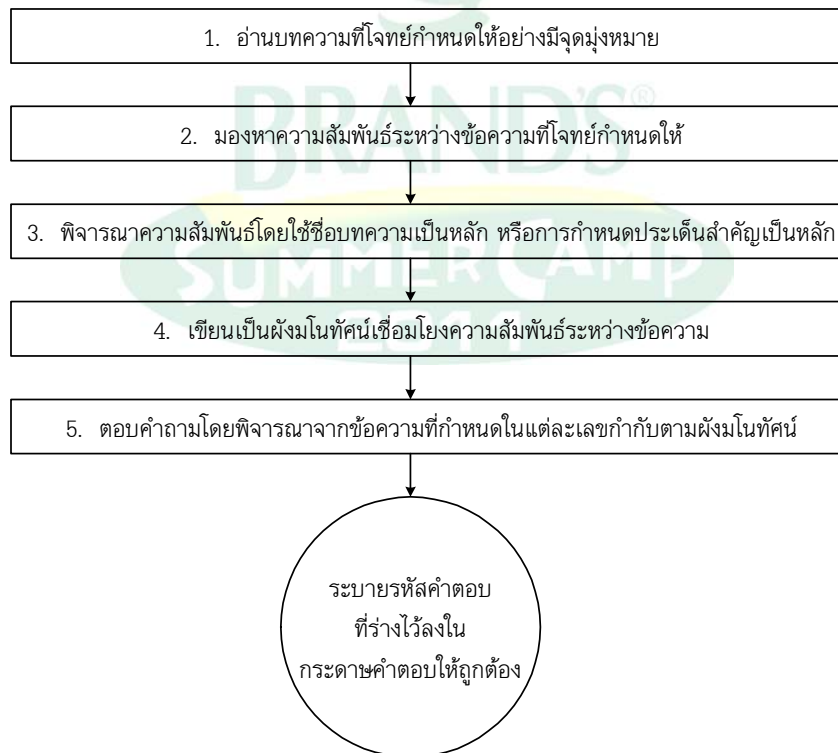 1. อ่านบทความที่โจทย์กำหนดให้อย่างมีจุดมุ่งหมาย
BRAND'S®
2. มองหาความสัมพันธ์ระหว่างข้อความที่โจทย์กำหนดให้
3. พิจารณาความสัมพันธ์โดยใช้ชื่อบทความเป็นหลัก หรือการกำหนดประเด็นสำคัญเป็นหลัก
SUMMER CAMP
4. เขียนเป็นผังมโนทัศน์เชื่อมโยงความสัมพันธ์ระหว่างข้อความ
2011
5. ตอบคำถามโดยพิจารณาจากข้อความที่กำหนดในแต่ละเลขกำกับตามผังมโนทัศน์
ระบายรหัสคำตอบ
ที่ร่างไว้ลงใน
กระดาษคำตอบให้ถูกต้อง